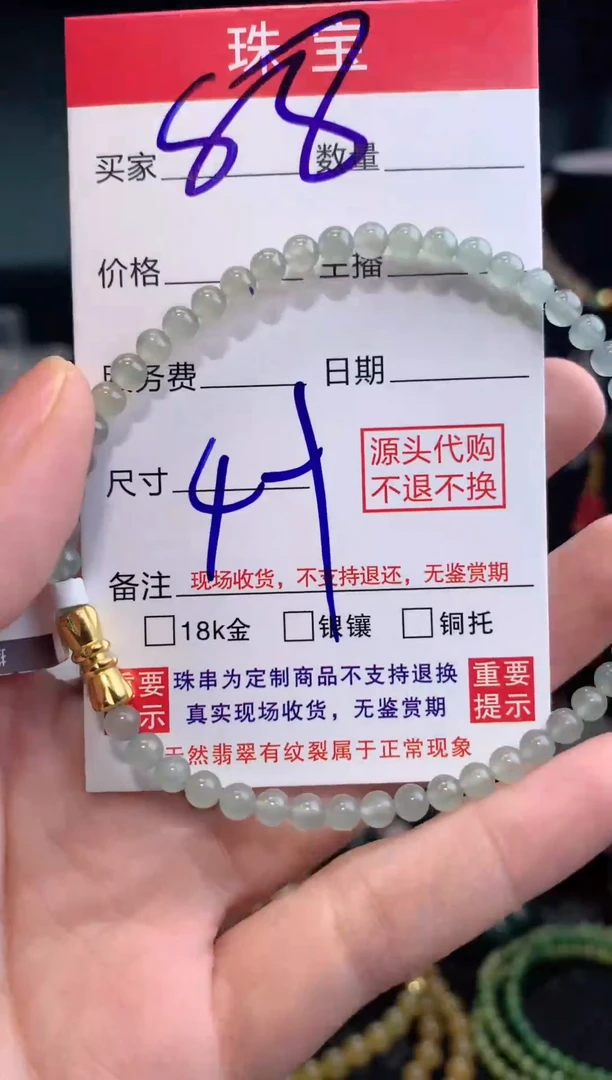 珠宝
88
买家 数量
价格 主播
服务费 日期
尺寸
源头代购
不退不换
备注 现场收货，不支持退还，无鉴赏期
18k金 银镶 铜托
重要 珠串为定制商品不支持退换 重要
提示 真实现场收货，无鉴赏期 提示
天然翡翠有纹裂属于正常现象